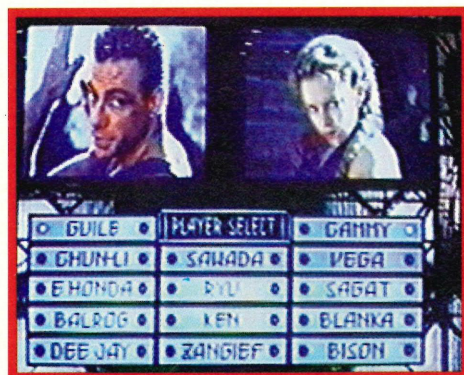 GUILE PLAYER SELECT CAMMY
CHUN-LI SAWADA VEGA
E.HONDA RYU SAGAT
BALROG KEN BLANKA
DEE JAY ZANGIEF BISON